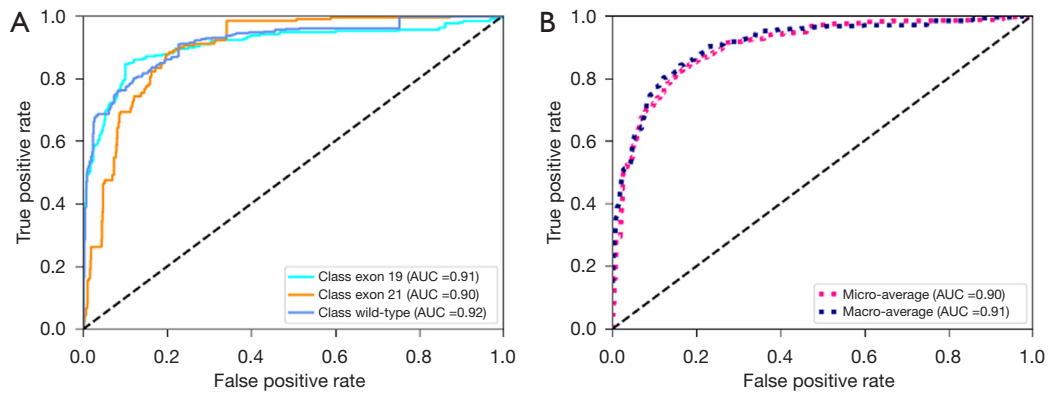 A
True positive rate
1.0
0.8
0.6
0.4
0.2
0.0
Class exon 19 (AUC =0.91)
Class exon 21 (AUC =0.90)
Class wild-type (AUC =0.92)
0.0 0.2 0.4 0.6 0.8 1.0
False positive rate
B
True positive rate
1.0
0.8
0.6
0.4
0.2
0.0
Micro-average (AUC =0.90)
Macro-average (AUC =0.91)
0.0 0.2 0.4 0.6 0.8 1.0
False positive rate